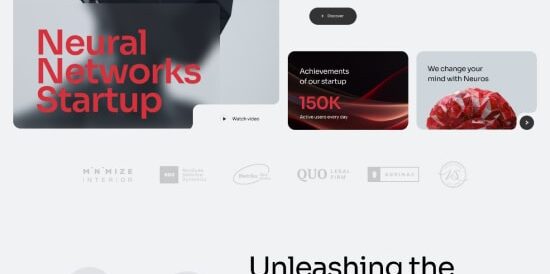 Discover
Neural
Networks
Startup
Watch video
Achievements
of our startup
150K
Active users every day
We change your
mind with Neuros
M I N I M I Z E
INTERIOR
QUO LEGAL
FIRM
Unleashing the